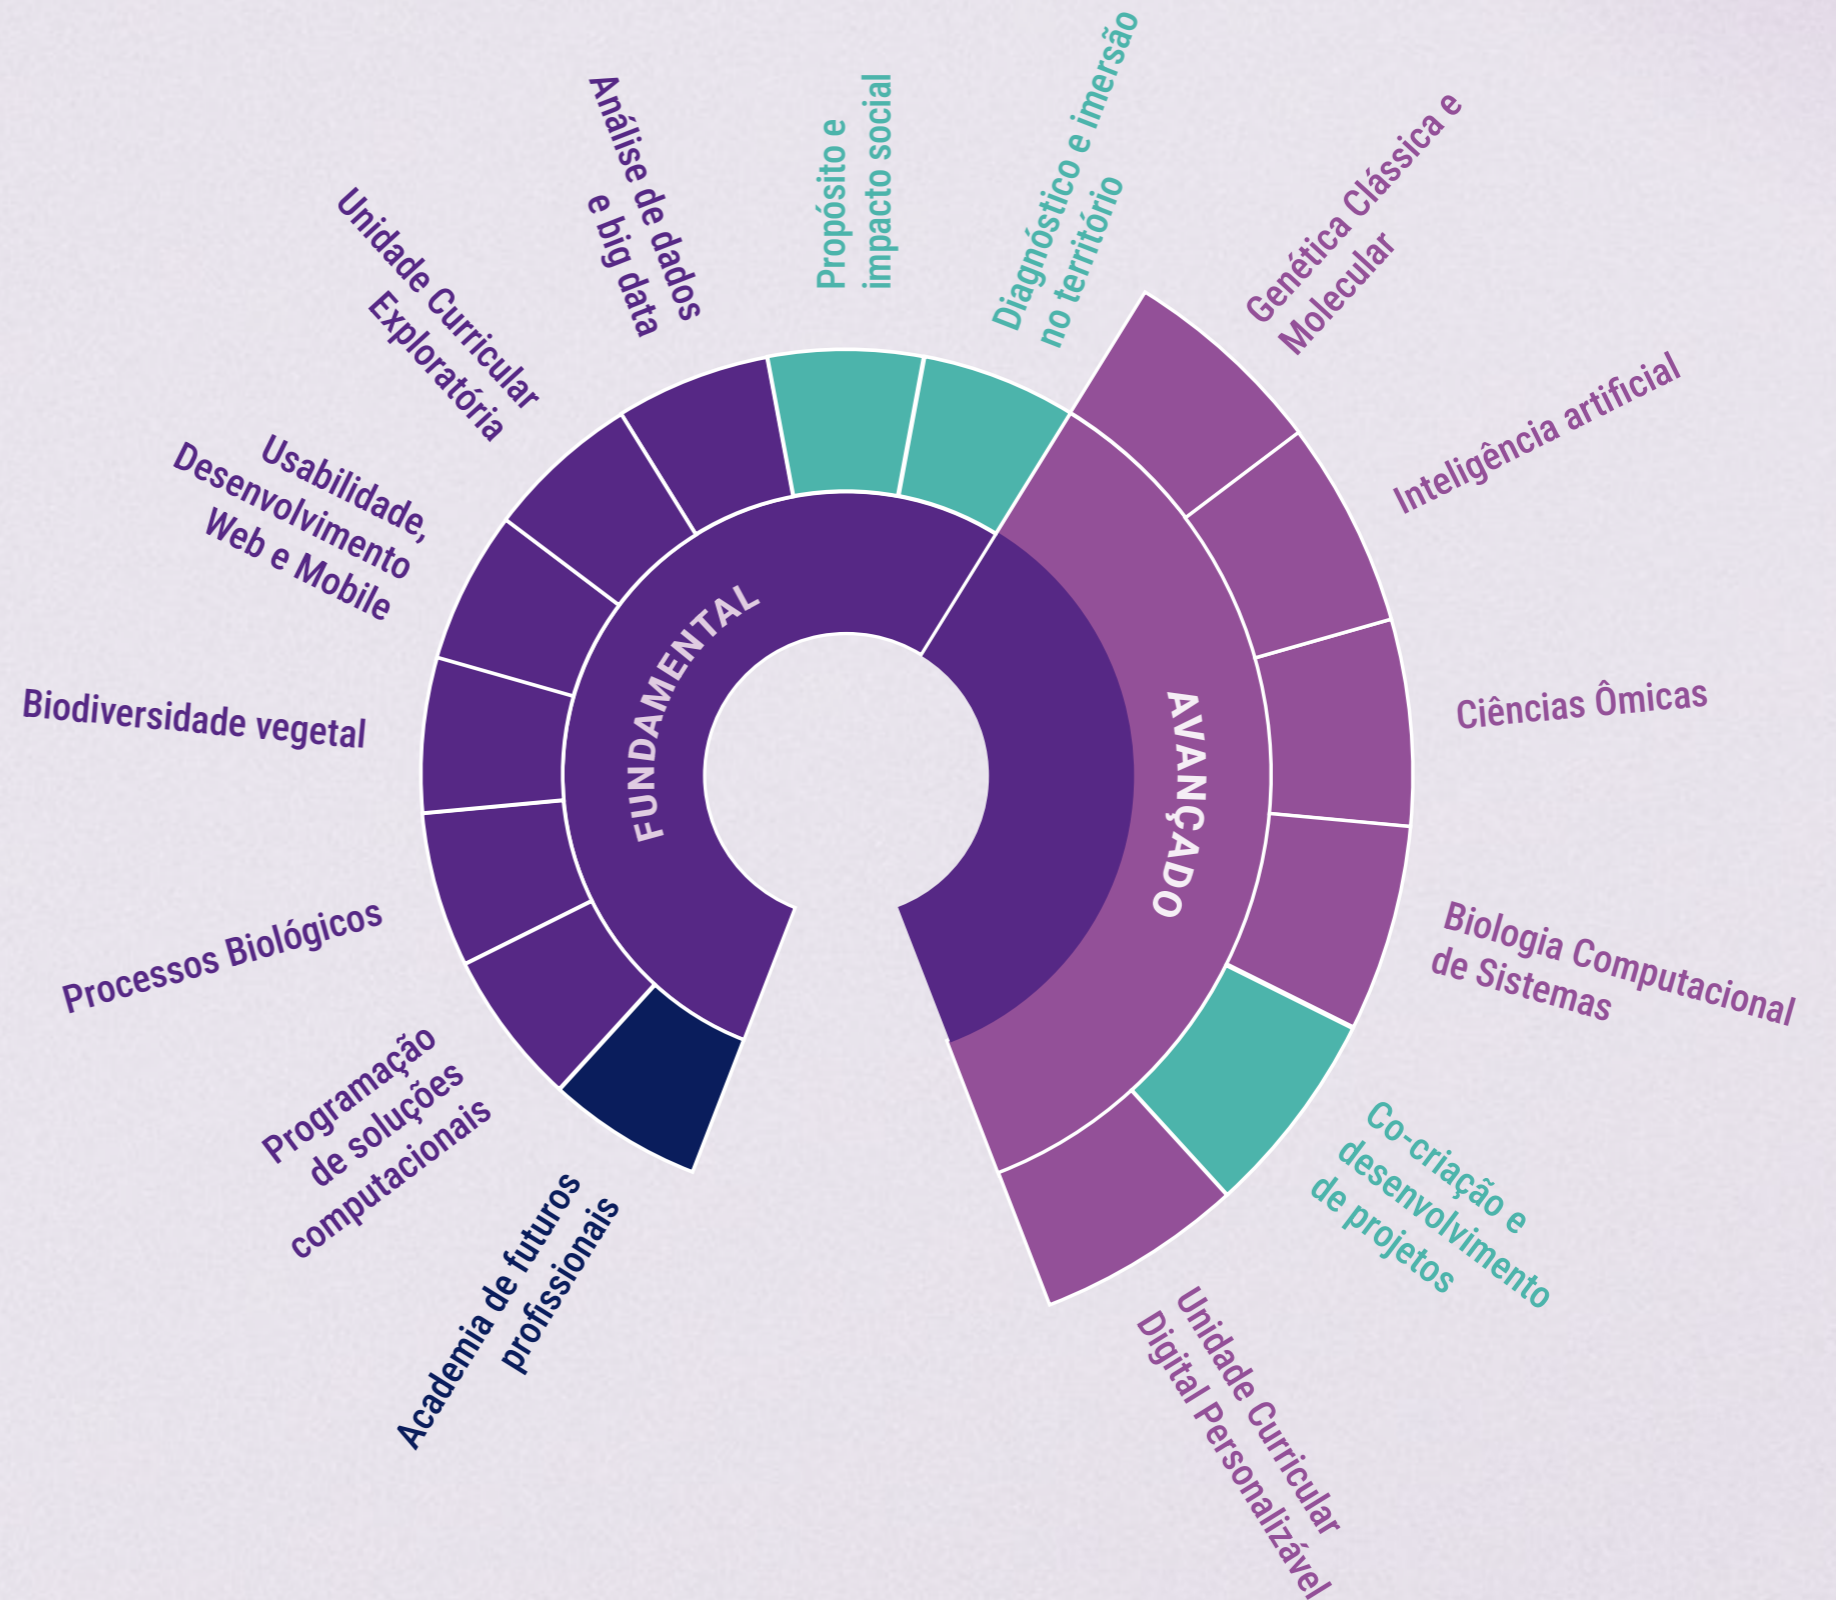 FUNDAMENTAL
Academia de futuros
profissionais
Programação
de soluções
computacionais
Processos Biológicos
Biodiversidade vegetal
Usabilidade,
Desenvolvimento
Web e Mobile
Unidade Curricular
Exploratória
Análise de dados
e big data
Propósito e
impacto social
Diagnóstico e imersão
no território
AVANÇADO
Genética Clássica e
Molecular
Inteligência artificial
Ciências Ômicas
Biologia Computacional
de Sistemas
Co-criação e
desenvolvimento
de projetos
Unidade Curricular
Digital Personalizável